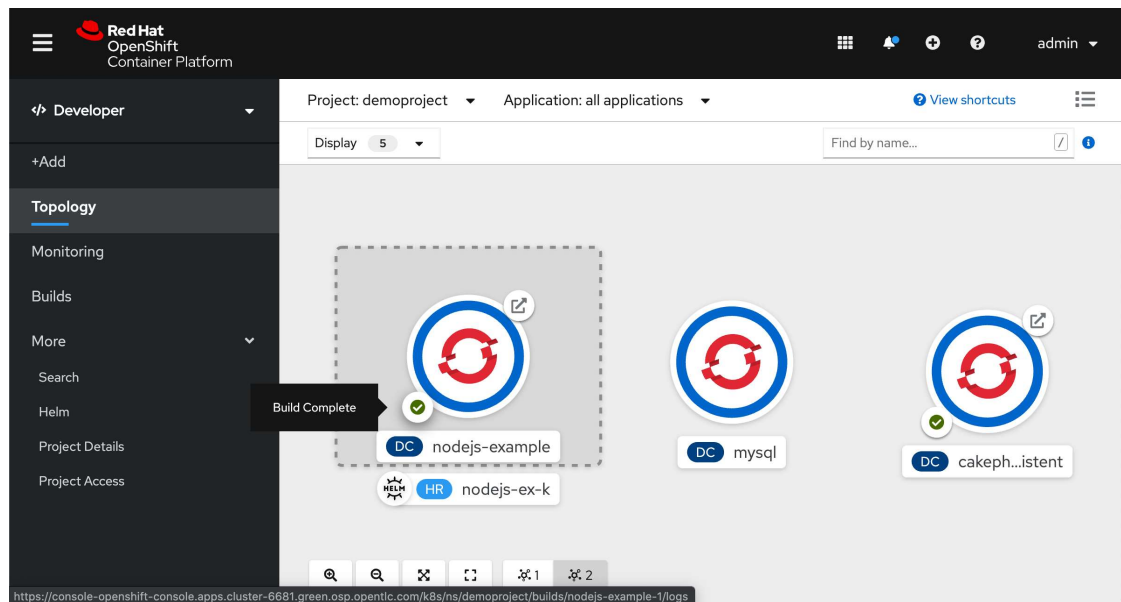 Red Hat
OpenShift
Container Platform
admin
Developer
Project: demoproject
Application: all applications
View shortcuts
Display 5
Find by name...
/
+Add
Topology
Monitoring
Builds
More
Search
Helm
Project Details
Project Access
Build Complete
DC nodejs-example
DC mysql
DC cakeph...istent
HELM HR nodejs-ex-k
1
2
https://console-openshift-console.apps.cluster-6681.green.osp.opentlc.com/k8s/ns/demoproject/builds/nodejs-example-1/logs